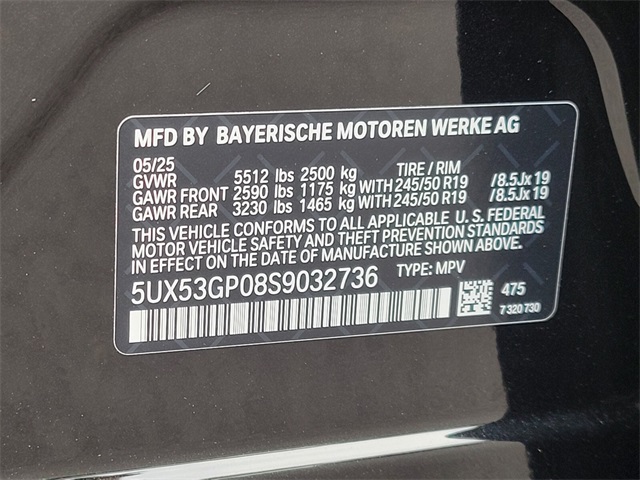 MFD BY BAYERISCHE MOTOREN WERKE AG
05/25 TIRE / RIM
GVWR 5512 lbs 2500 kg
GAWR FRONT 2590 lbs 1175 kg WITH 245/50 R19 /8.5Jx19
GAWR REAR 3230 lbs 1465 kg WITH 245/50 R19 /8.5Jx19
THIS VEHICLE CONFORMS TO ALL APPLICABLE U. S. FEDERAL
MOTOR VEHICLE SAFETY AND THEFT PREVENTION STANDARDS
IN EFFECT ON THE DATE OF MANUFACTURE SHOWN ABOVE.
5UX53GP08S9032736 TYPE: MPV
475
7 320 730